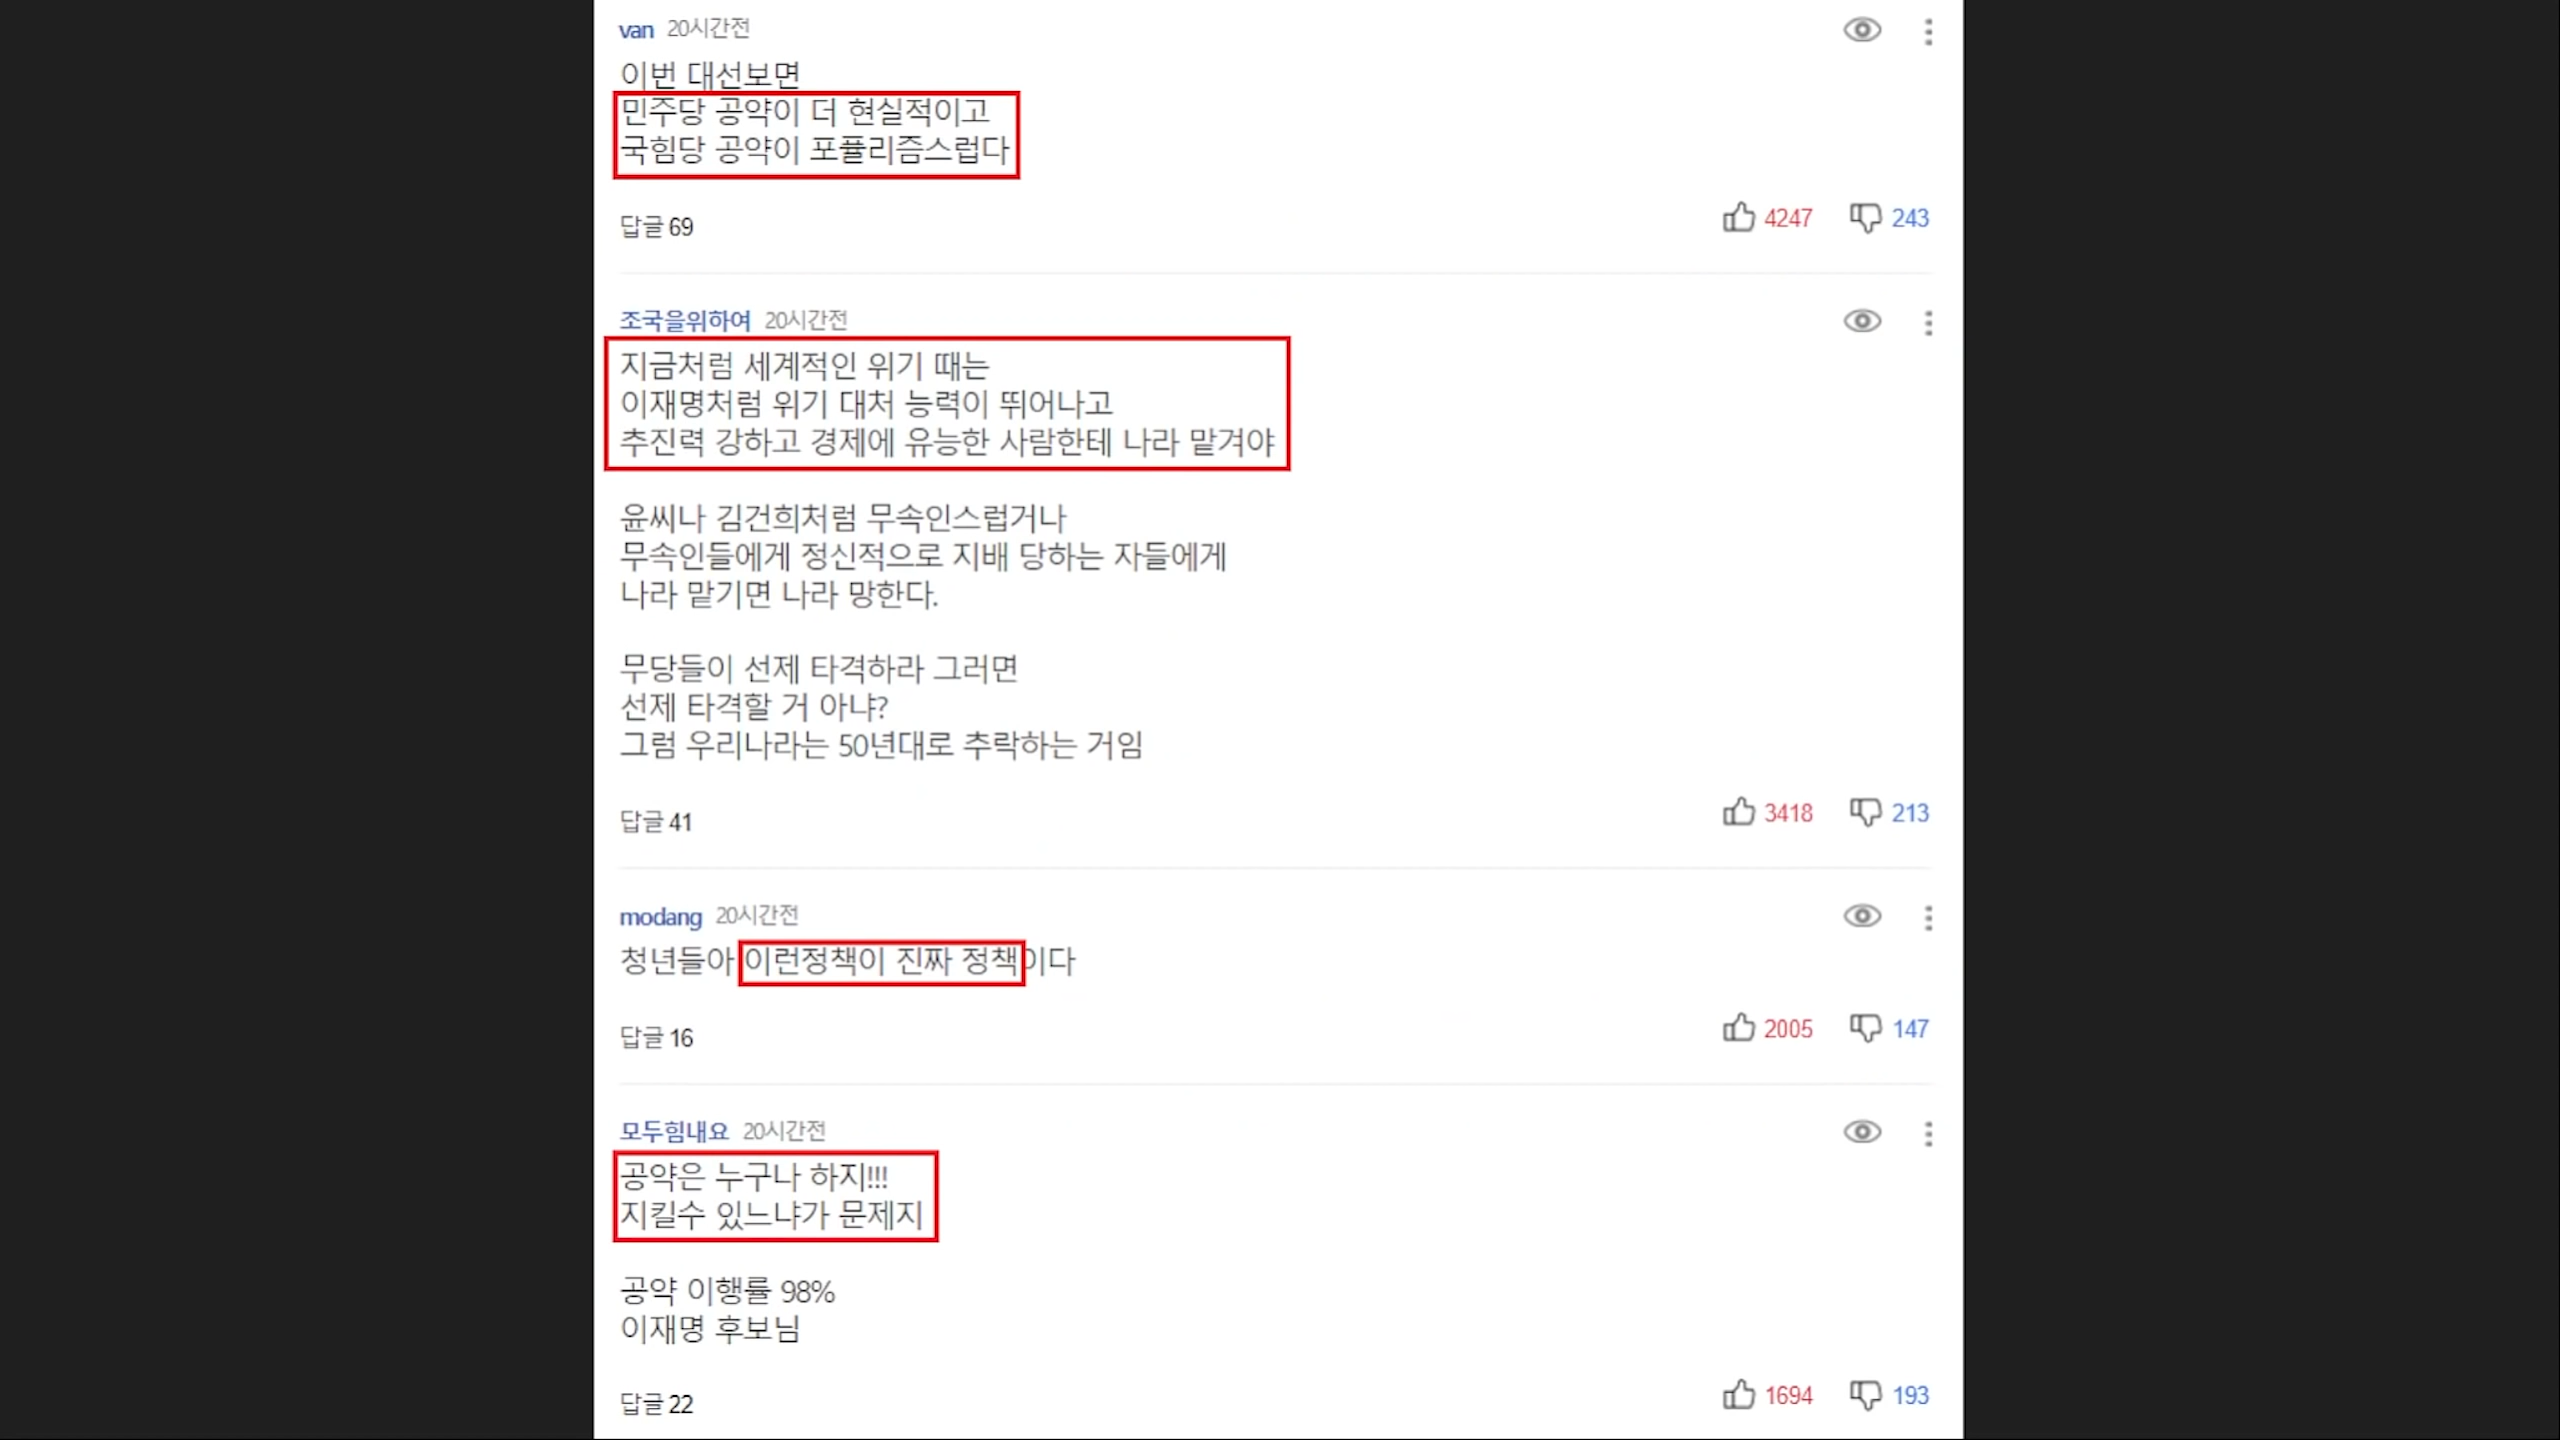 van 20시간전
이번 대선보면
민주당 공약이 더 현실적이고
국힘당 공약이 포퓰리즘스럽다
답글 69
4247 243
조국을위하여 20시간전
지금처럼 세계적인 위기 때는
이재명처럼 위기 대처 능력이 뛰어나고
추진력 강하고 경제에 유능한 사람한테 나라 맡겨야
윤씨나 김건희처럼 무속인스럽거나
무속인들에게 정신적으로 지배 당하는 자들에게
나라 맡기면 나라 망한다.
무당들이 선제 타격하라 그러면
선제 타격할 거 아냐?
그럼 우리나라는 50년대로 추락하는 거임
답글 41
3418 213
modang 20시간전
청년들아 이런정책이 진짜 정책이다
답글 16
2005 147
모두힘내요 20시간전
공약은 누구나 하지!!!
지킬수 있느냐가 문제지
공약 이행률 98%
이재명 후보님
답글 22
1694 193